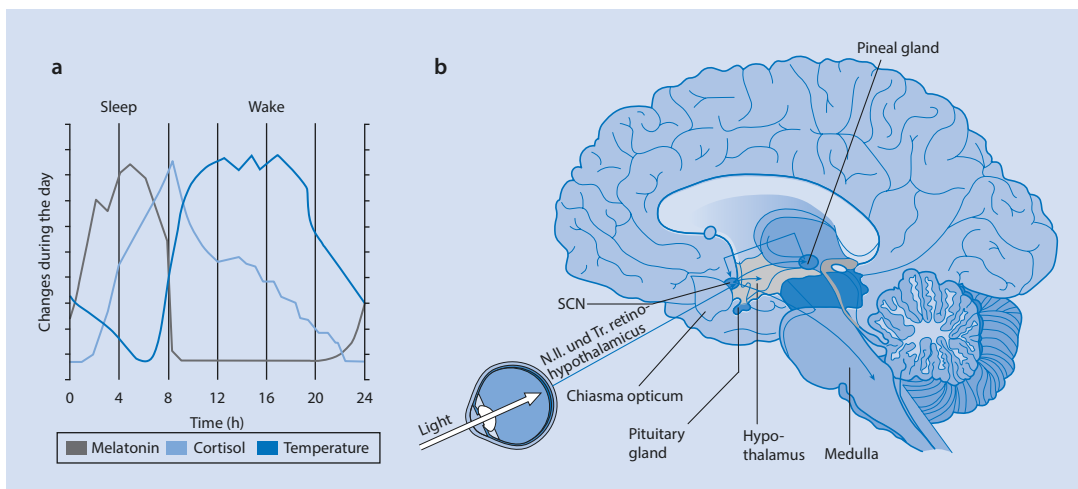 a
Sleep
Wake
Changes during the day
0
4
8
12
16
20
24
Time (h)
Melatonin
Cortisol
Temperature
b
Pineal gland
SCN
N.II. und Tr. retino-
hypothalamicus
Light
Chiasma opticum
Pituitary
gland
Hypo-
thalamus
Medulla